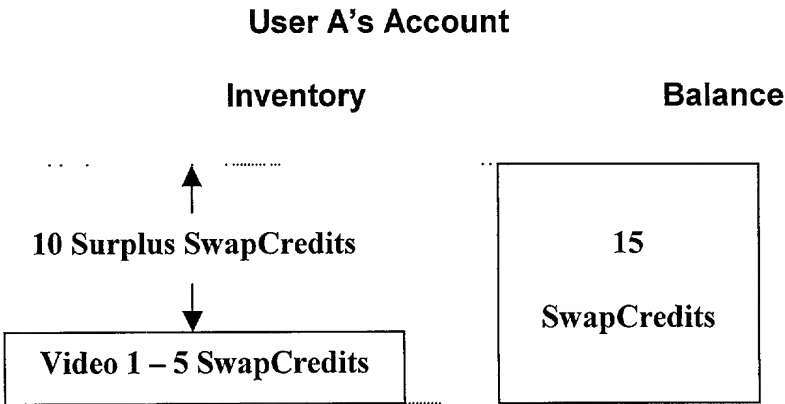 User A's Account
Inventory Balance
10 Surplus SwapCredits
15
SwapCredits
Video 1 – 5 SwapCredits